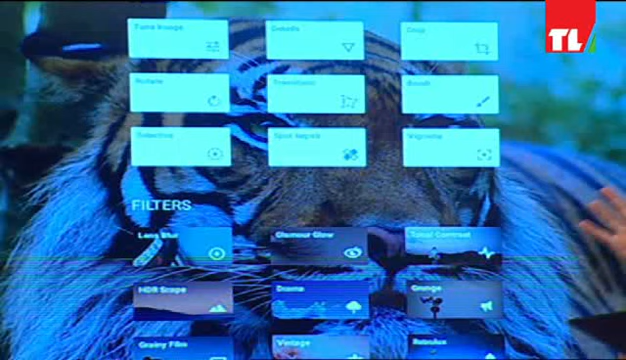 TL
Tune Image
Details
Crop
Rotate
Transform
Brush
Selective
Spot Repair
Vignette
FILTERS
Lens Blur
Glamour Glow
Tonal Contrast
HDR Scape
Drama
Grunge
Grainy Film
Vintage
Retrolux